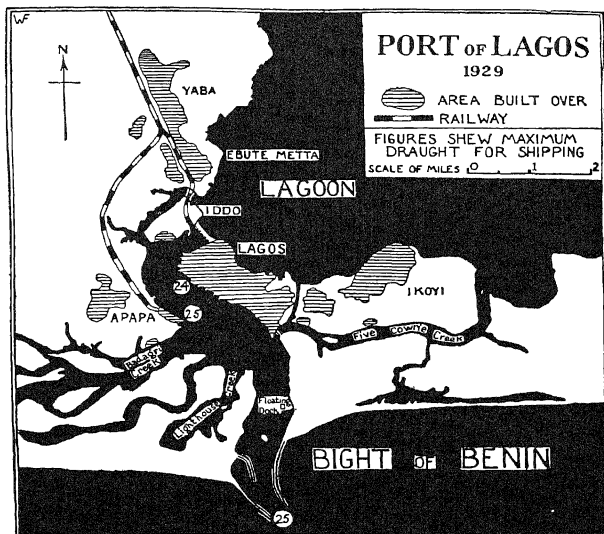 WF
PORT OF LAGOS
1929
AREA BUILT OVER
RAILWAY
FIGURES SHEW MAXIMUM
DRAUGHT FOR SHIPPING
SCALE OF MILES 0 1 2
N
YABA
EBUTE METTA
LAGOON
IDDO
LAGOS
24
25
APAPA
IKOYI
Five Cowrie Creek
Badagri
Creek
Lighthouse Creek
Floating
Dock
BIGHT OF BENIN
25